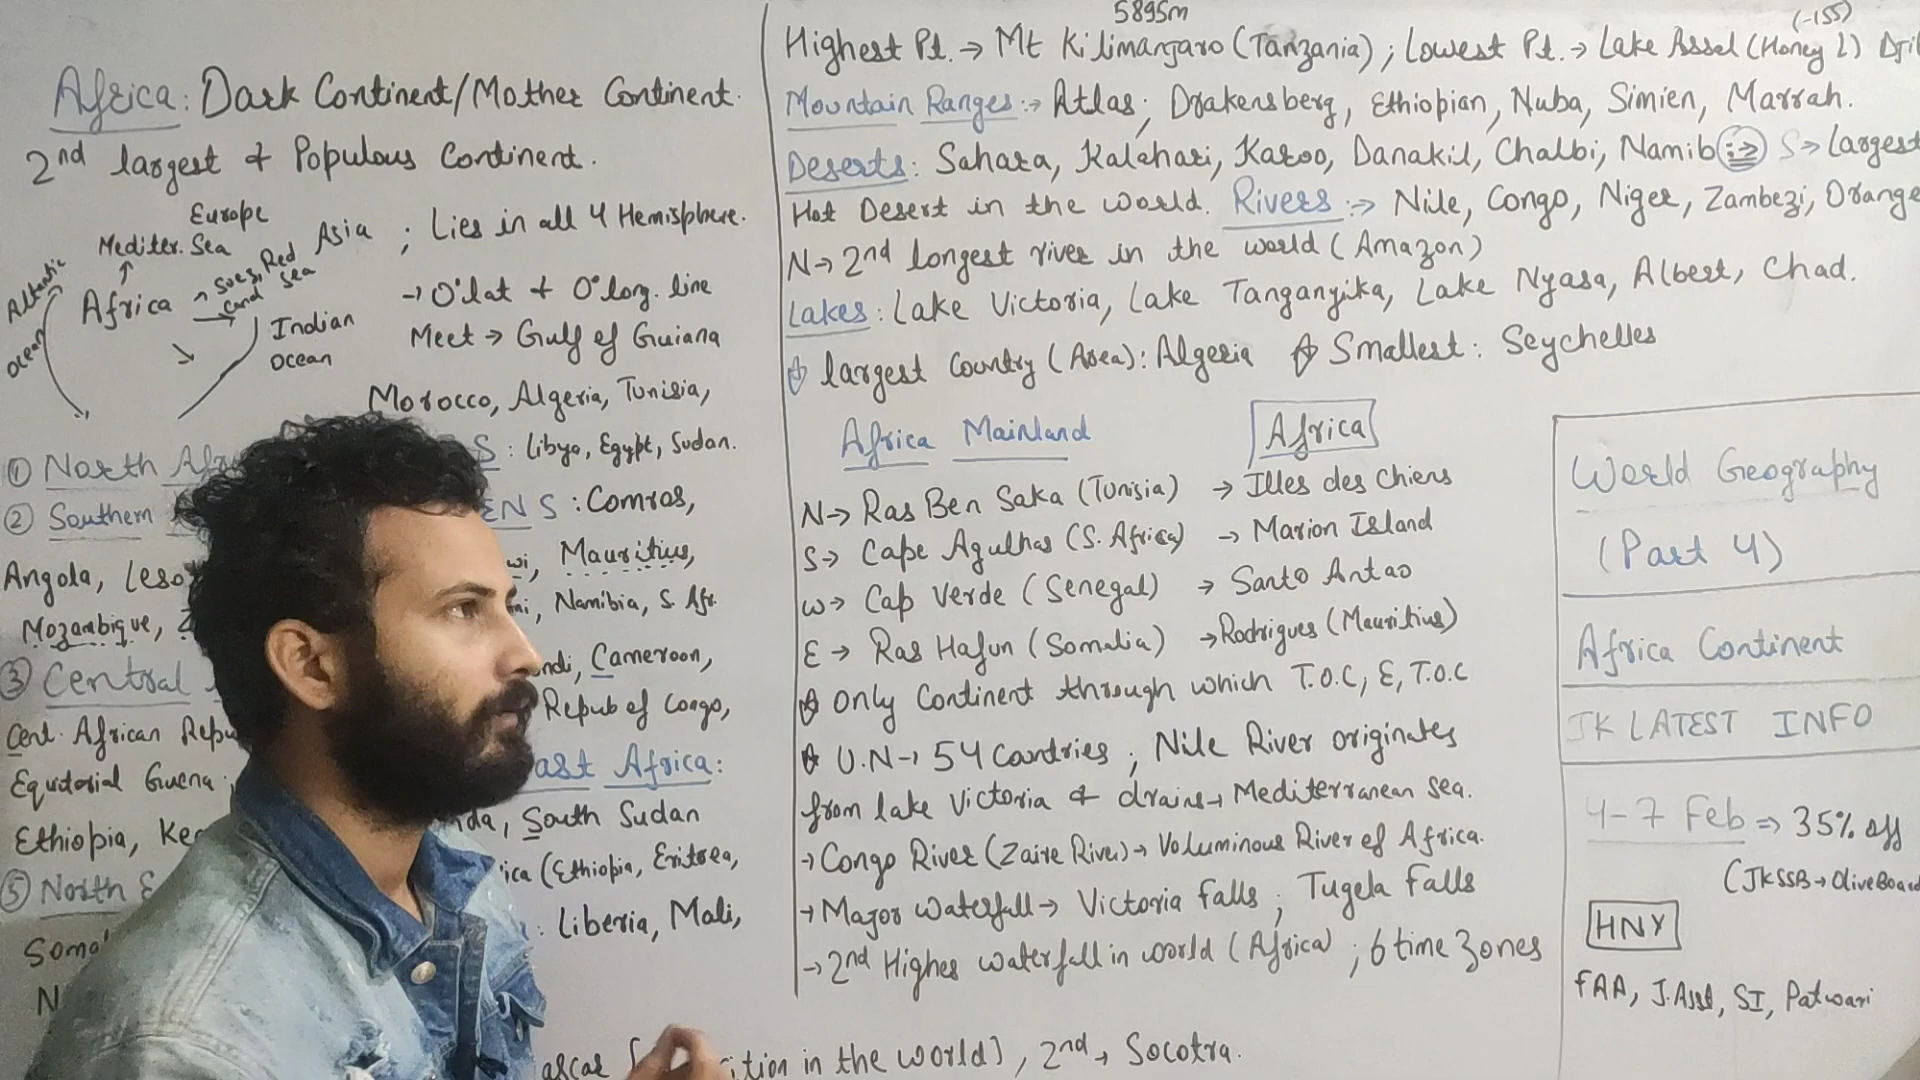 Africa: Dark Continent/Mother Continent.
2nd largest & Populous Continent.
Europe
Mediter. Sea
Asia ; Lies in all 4 Hemisphere.
Atlantic
Ocean
Africa
Suez, Red
Canal Sea
Indian
Ocean
→ 0°lat & 0°long. line
Meet → Gulf of Guiana
Morocco, Algeria, Tunisia,
① North
S : Libya, Egypt, Sudan.
② Southern
ENS : Comros,
Angola,
Mauritius,
Mozambique,
Namibia, S. Afr.
③ Central
Cameroon,
Cent. African
Repub of Congo,
Equitorial Guena ;
East Africa:
Ethiopia,
South Sudan
⑤ North
(Ethiopia, Eritrea,
Liberia, Mali,
ition in the world), 2nd → Socotra.
5895m
(-155)
Highest Pt. → Mt Kilimanjaro (Tanzania) ; Lowest Pt. → Lake Assal (Honey L)
Mountain Ranges :→ Atlas, Drakensberg, Ethiopian, Nuba, Simien, Marrah.
Deserts : Sahara, Kalahari, Karoo, Danakil, Chalbi, Namib :→ S → Largest
Hot Desert in the world. Rivers :→ Nile, Congo, Niger, Zambezi, Orange
N → 2nd longest river in the world (Amazon)
Lakes : Lake Victoria, Lake Tanganyika, Lake Nyasa, Albert, Chad.
largest Country (Area): Algeria Smallest: Seychelles
Africa Mainland Africa
N → Ras Ben Saka (Tunisia) → Illes des Chiens
S → Cape Agulhas (S. Africa) → Marion Island
W → Cap Verde (Senegal) → Santo Antao
E → Ras Hafun (Somalia) → Rodrigues (Mauritius)
Only Continent through which T.O.C, E, T.O.C
U.N → 54 Countries ; Nile River originates
from lake Victoria & drains → Mediterranean Sea.
→ Congo River (Zaire River) → Voluminous River of Africa.
→ Major Waterfall → Victoria falls ; Tugela Falls
→ 2nd Highes waterfall in world (Africa) ; 6 time Zones
World Geography
(Part 4)
Africa Continent
JK LATEST INFO
4-7 Feb ⇒ 35% off
(JKSSB → OliveBoard
HNY
FAA, J.Asst, SI, Patwari